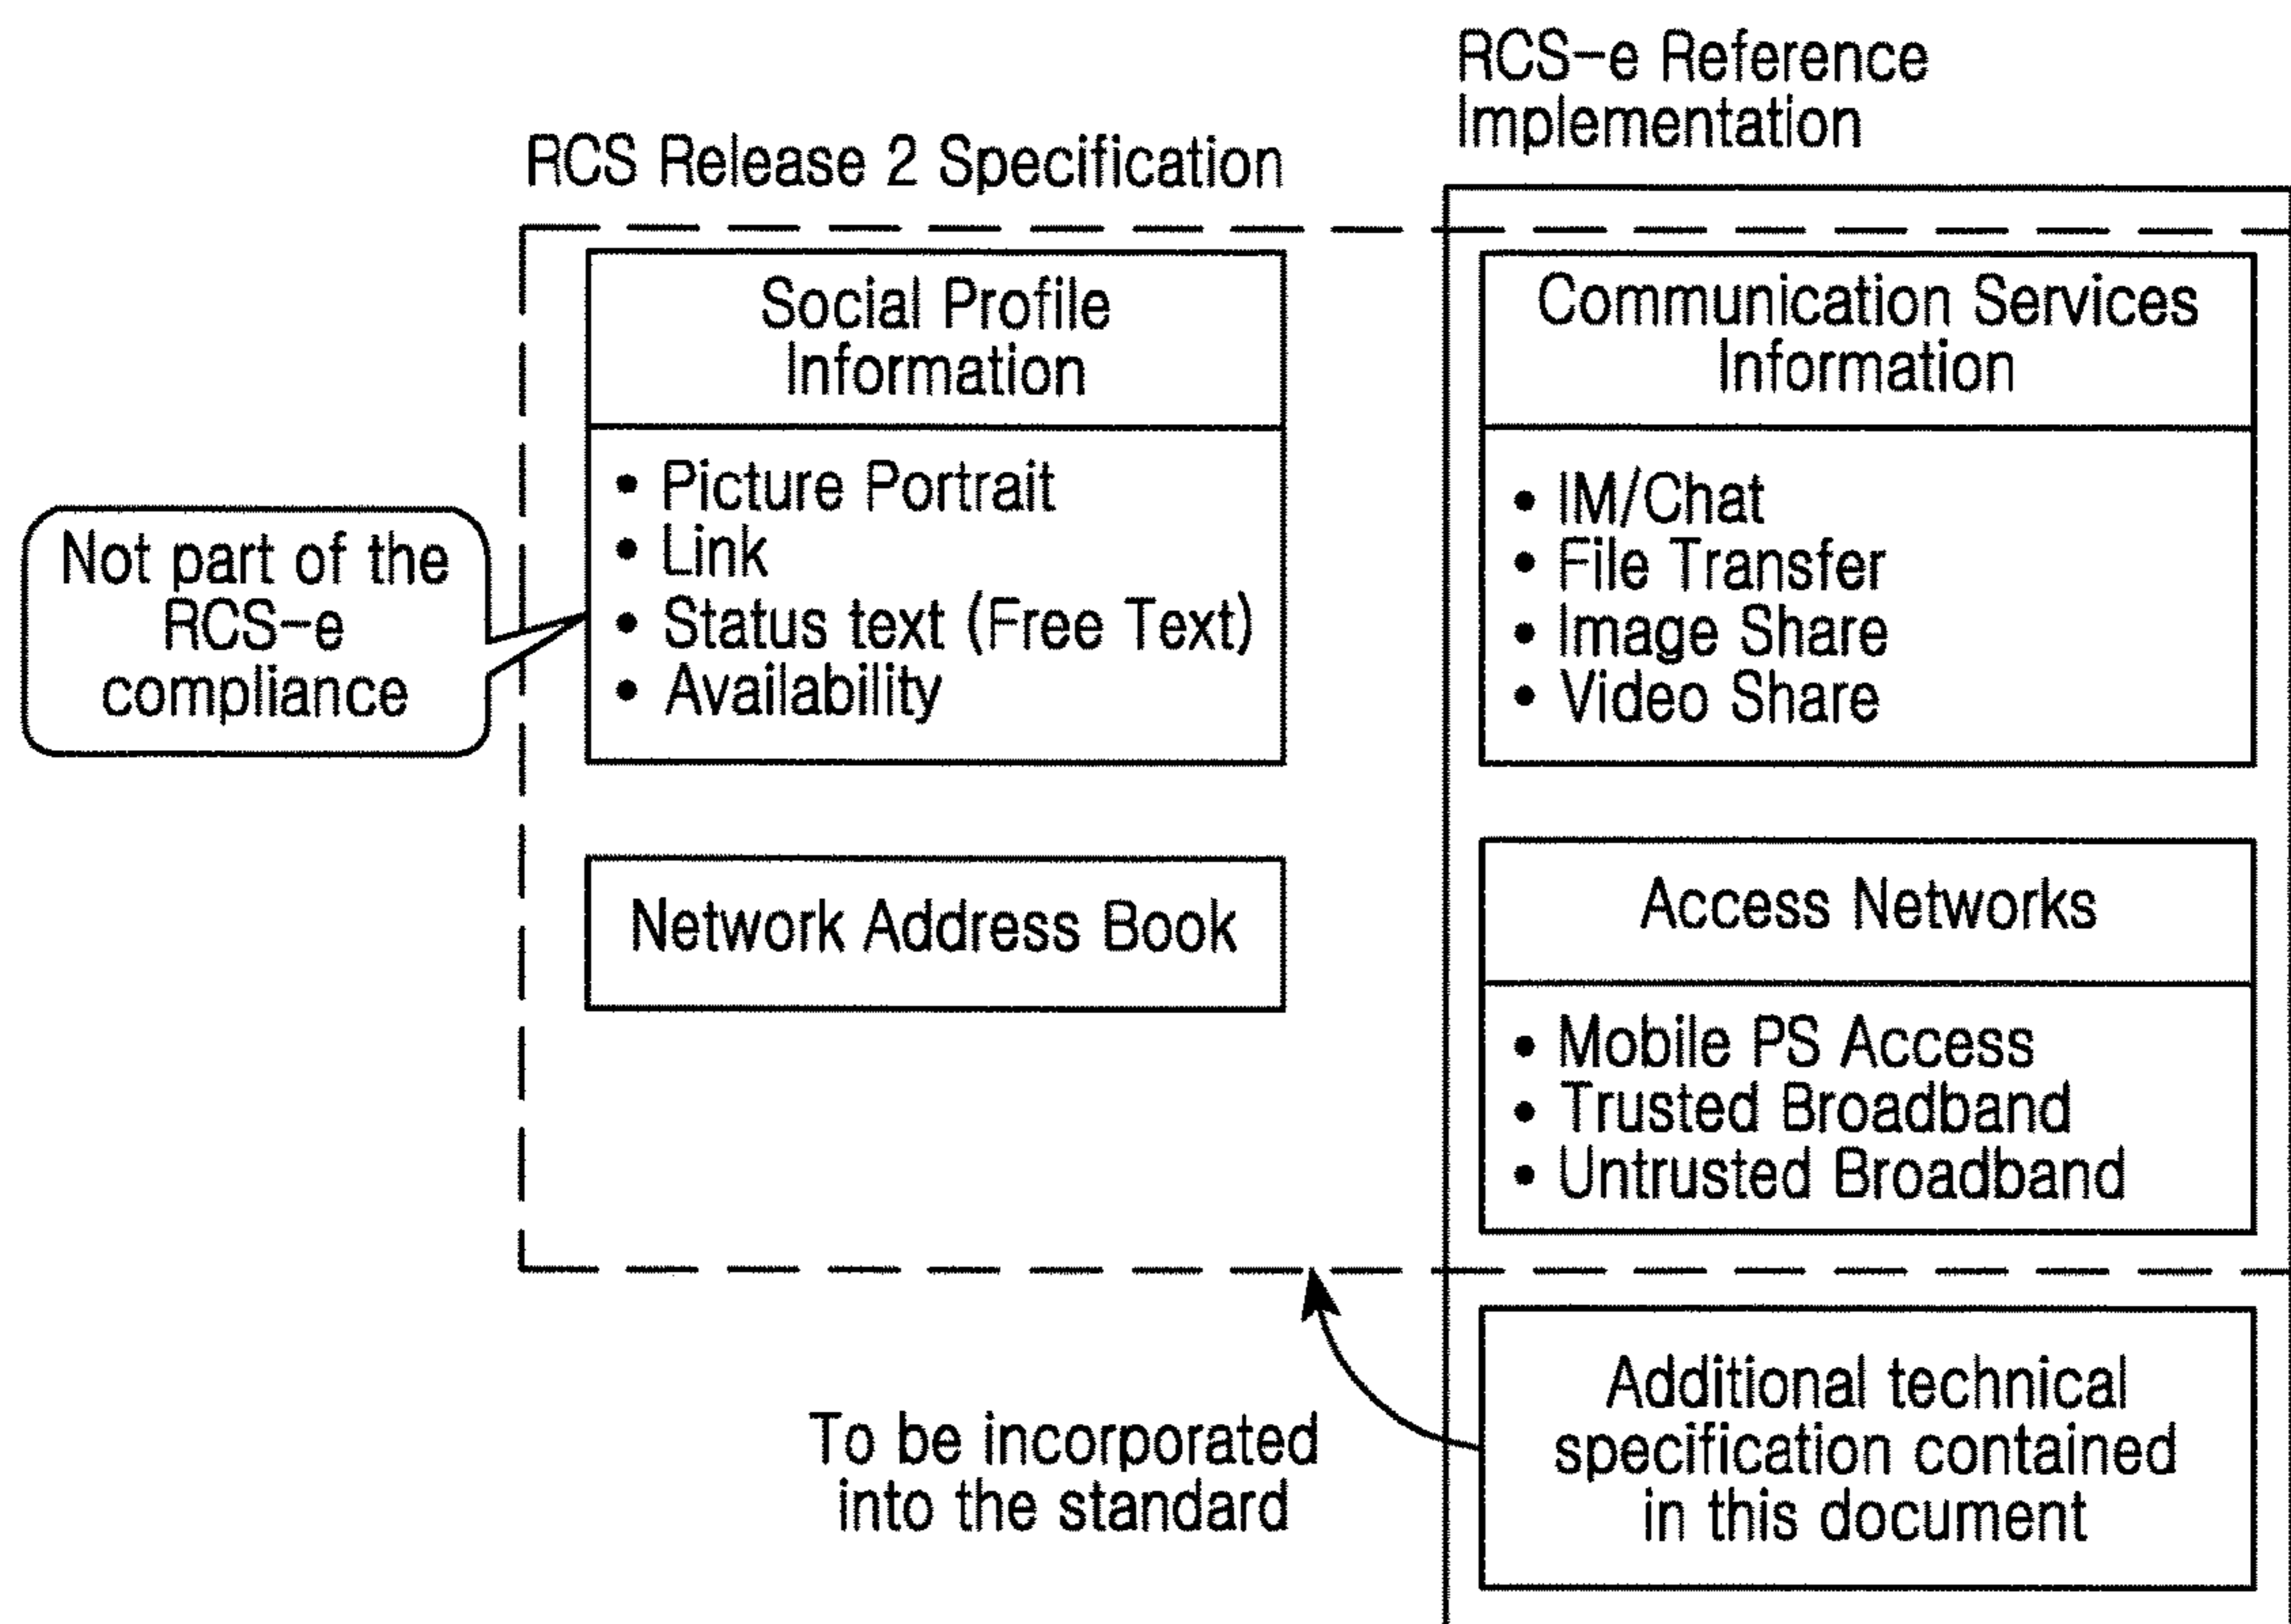 RCS-e Reference
Implementation
RCS Release 2 Specification
Social Profile
Information
• Picture Portrait
• Link
• Status text (Free Text)
• Availability
Not part of the
RCS-e
compliance
Network Address Book
Communication Services
Information
• IM/Chat
• File Transfer
• Image Share
• Video Share
Access Networks
• Mobile PS Access
• Trusted Broadband
• Untrusted Broadband
To be incorporated
into the standard
Additional technical
specification contained
in this document